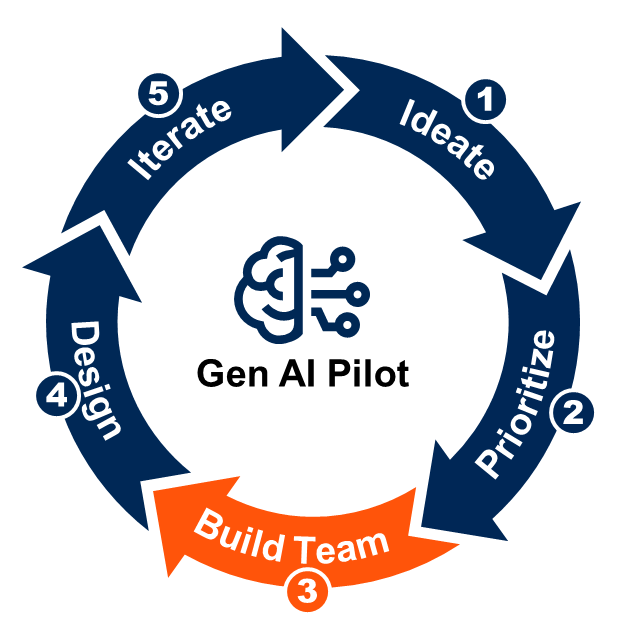 1
Ideate
2
Prioritize
3
Build Team
4
Design
5
Iterate
Gen AI Pilot